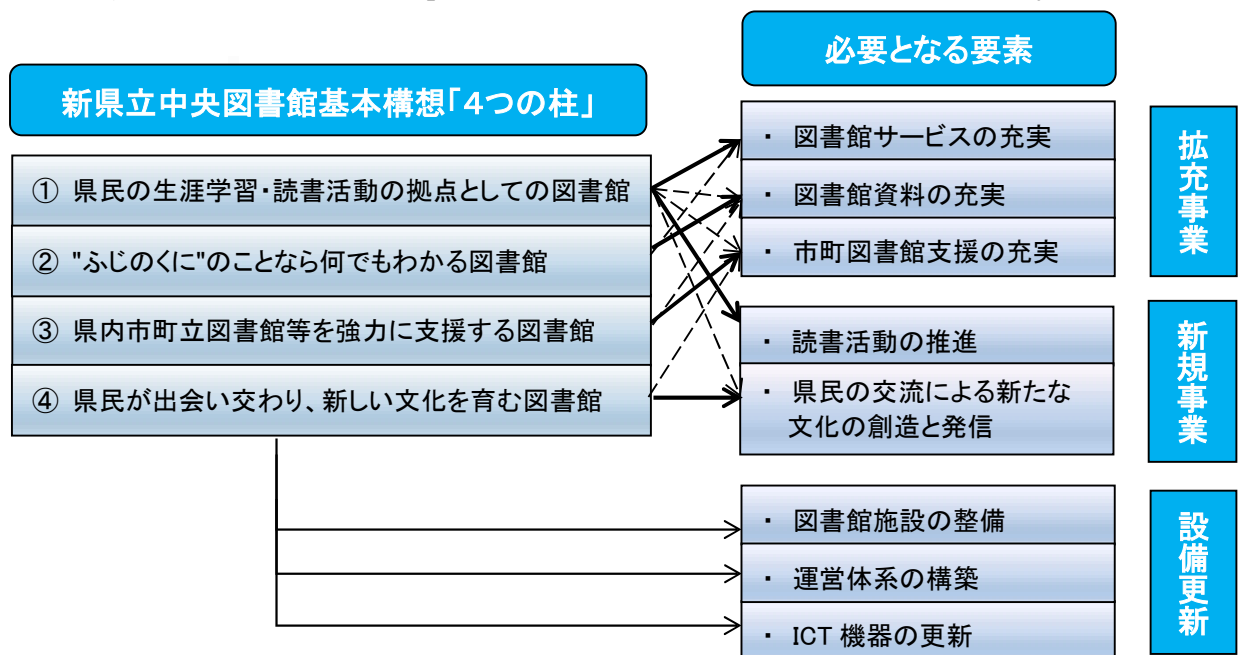 必要となる要素
新県立中央図書館基本構想「4つの柱」
① 県民の生涯学習・読書活動の拠点としての図書館
② "ふじのくに"のことなら何でもわかる図書館
③ 県内市町立図書館等を強力に支援する図書館
④ 県民が出会い交わり、新しい文化を育む図書館
・ 図書館サービスの充実
・ 図書館資料の充実
・ 市町図書館支援の充実
拡充事業
・ 読書活動の推進
・ 県民の交流による新たな
文化の創造と発信
新規事業
・ 図書館施設の整備
・ 運営体系の構築
・ ICT 機器の更新
設備更新